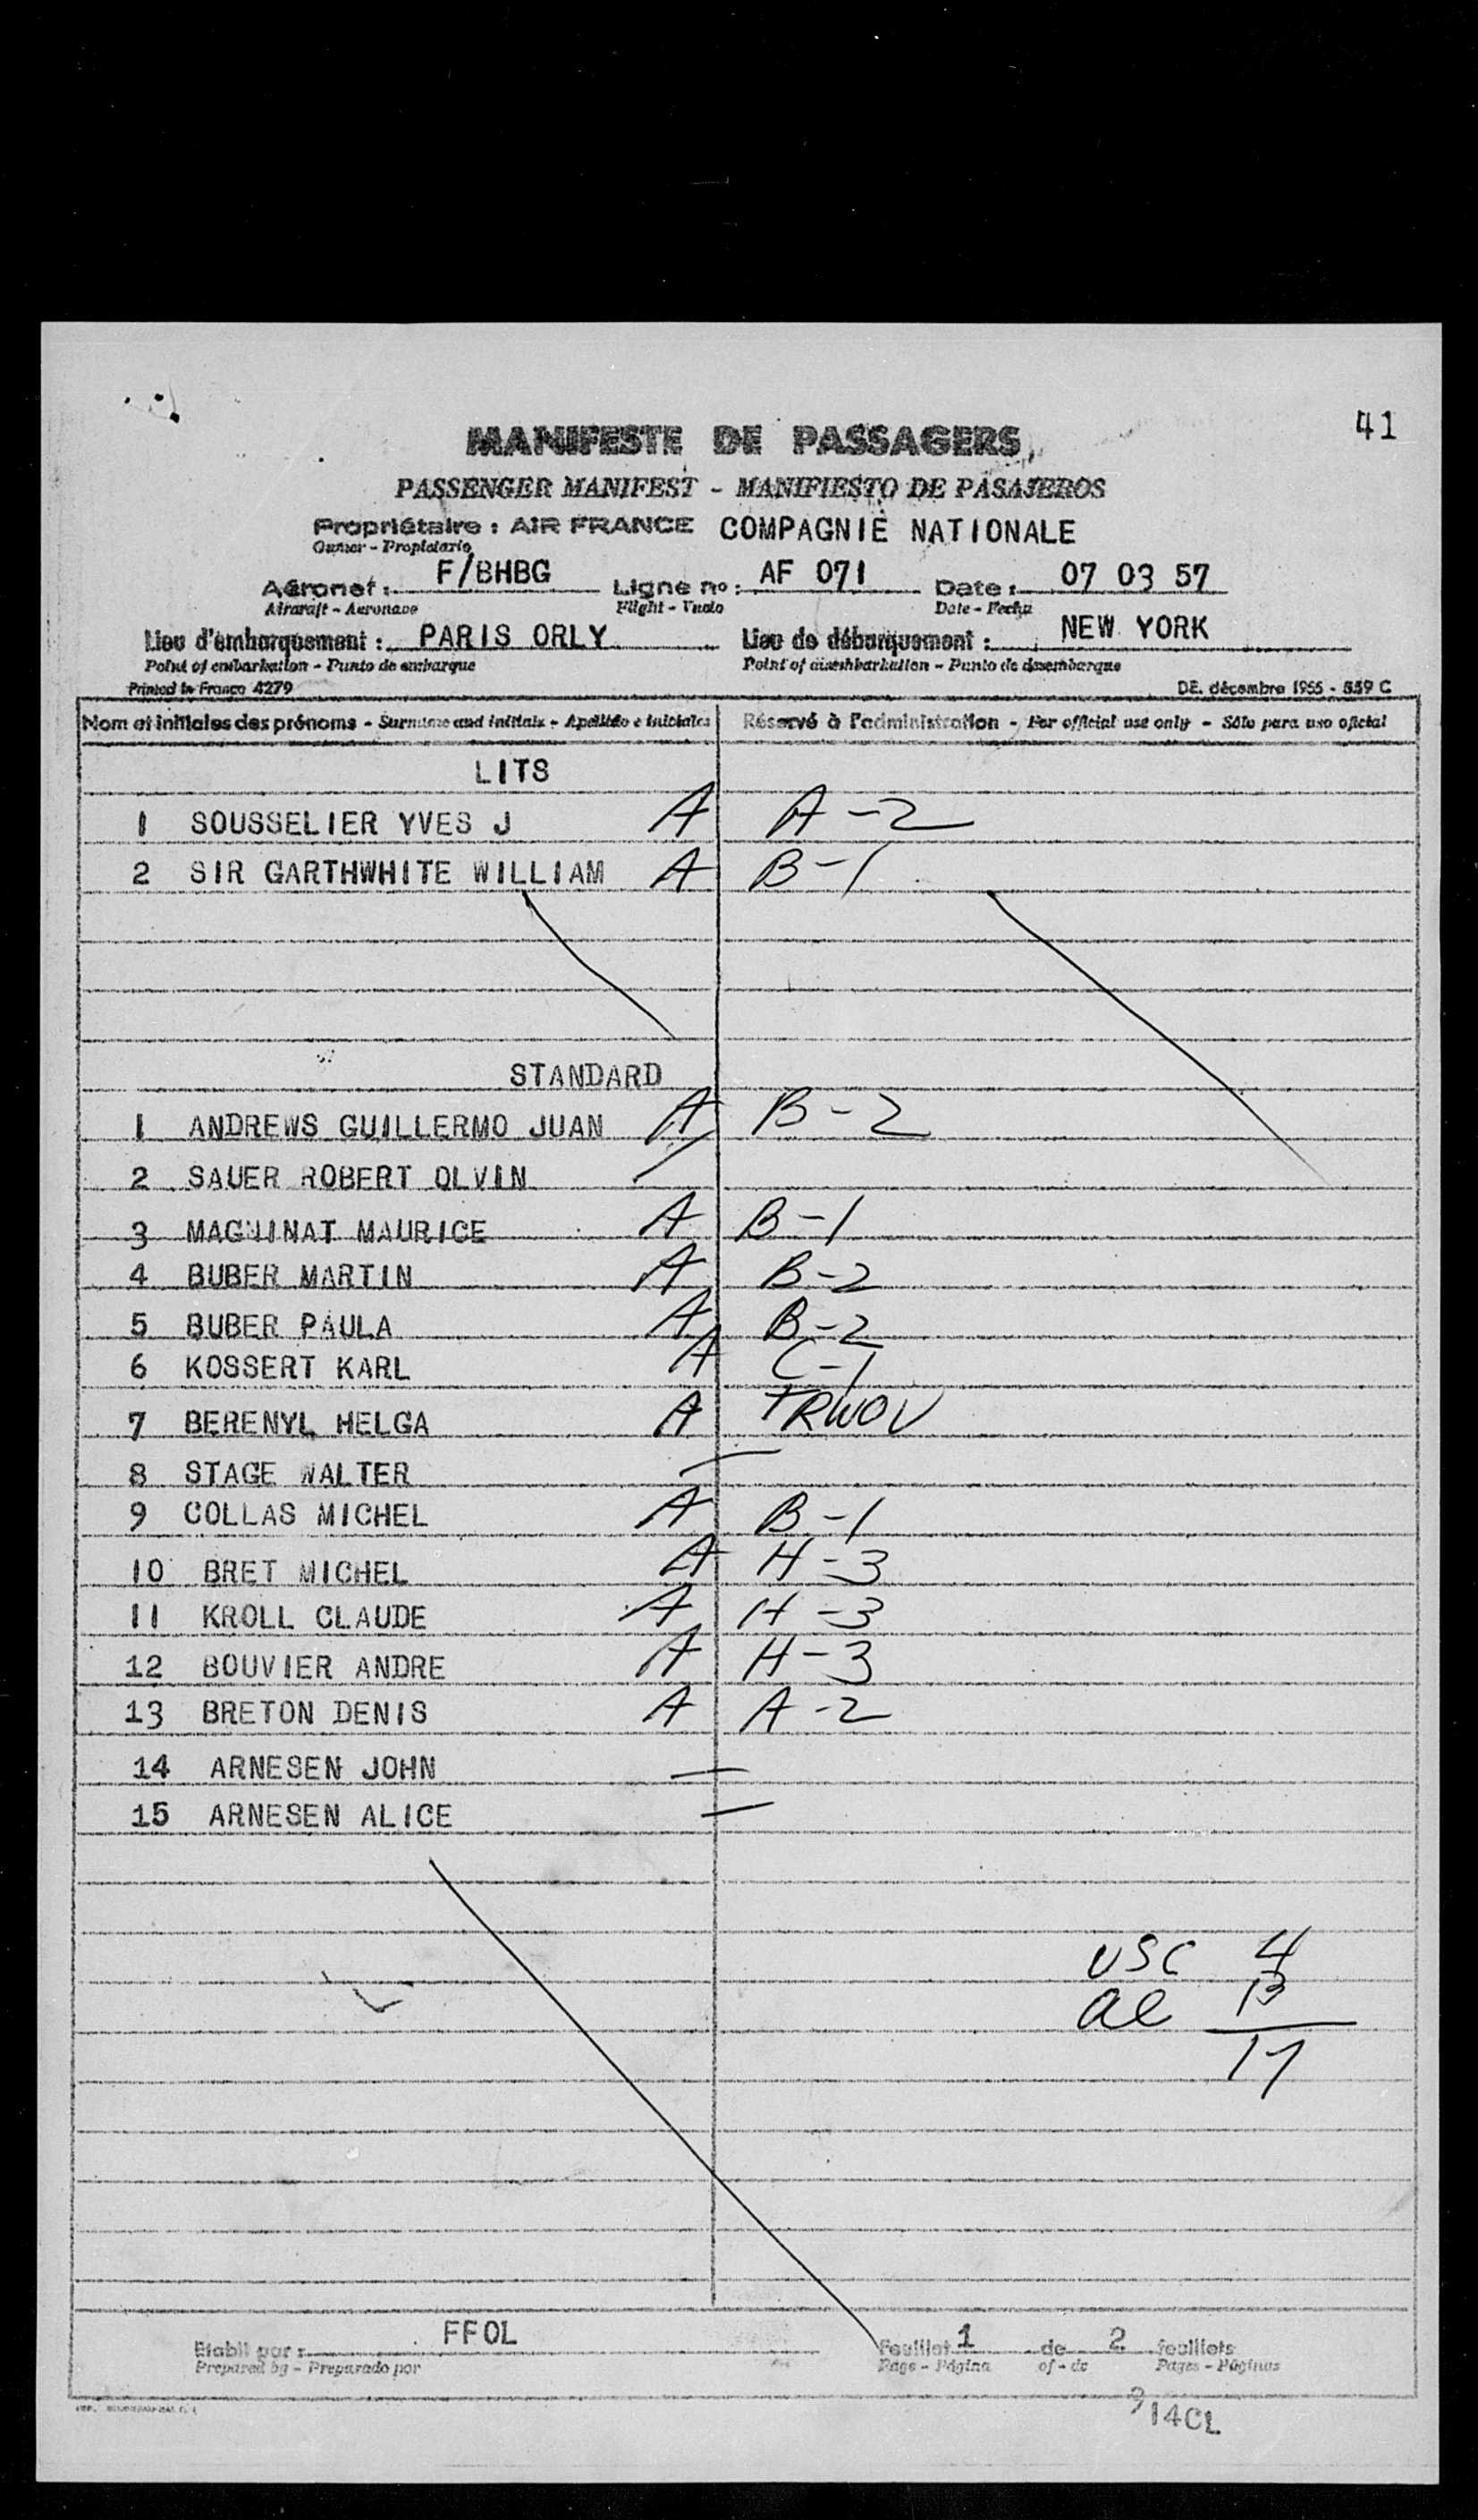 41
MANIFESTE DE PASSAGERS
PASSENGER MANIFEST - MANIFIESTO DE PASAJEROS
Propriétaire : AIR FRANCE COMPAGNIE NATIONALE
Owner - Propietario
Aéronef : F/BHBG Ligne no : AF 071 Date : 07 03 57
Aircraft - Aeronave Flight - Vuelo Date - Fecha
Lieu d'embarquement : PARIS ORLY Lieu de débarquement : NEW YORK
Point of embarkation - Punto de embarque Point of disembarkation - Punto de desembarque
Printed in France 4279 DE. décembre 1955 - 559 C
Nom et initiales des prénoms - Surname and initials - Apellido e iniciales Réservé à l'administration - For official use only - Sólo para uso oficial
LITS
1 SOUSSELIER YVES J A A-2
2 SIR GARTHWHITE WILLIAM A B-1
STANDARD
1 ANDREWS GUILLERMO JUAN A B-2
2 SAUER ROBERT OLVIN
3 MAGNINAT MAURICE A B-1
4 BUBER MARTIN A B-2
5 BUBER PAULA A B-2
6 KOSSERT KARL A C-1
7 BERENYL HELGA A TRWOV
8 STAGE WALTER
9 COLLAS MICHEL A B-1
10 BRET MICHEL A H-3
11 KROLL CLAUDE A H-3
12 BOUVIER ANDRE A H-3
13 BRETON DENIS A A-2
14 ARNESEN JOHN —
15 ARNESEN ALICE —
USC 4
al 13
17
Etabli par : FFOL Feuillet 1 de 2 feuillets
Prepared by - Preparado por Page - Página of - de Pages - Páginas
14CL